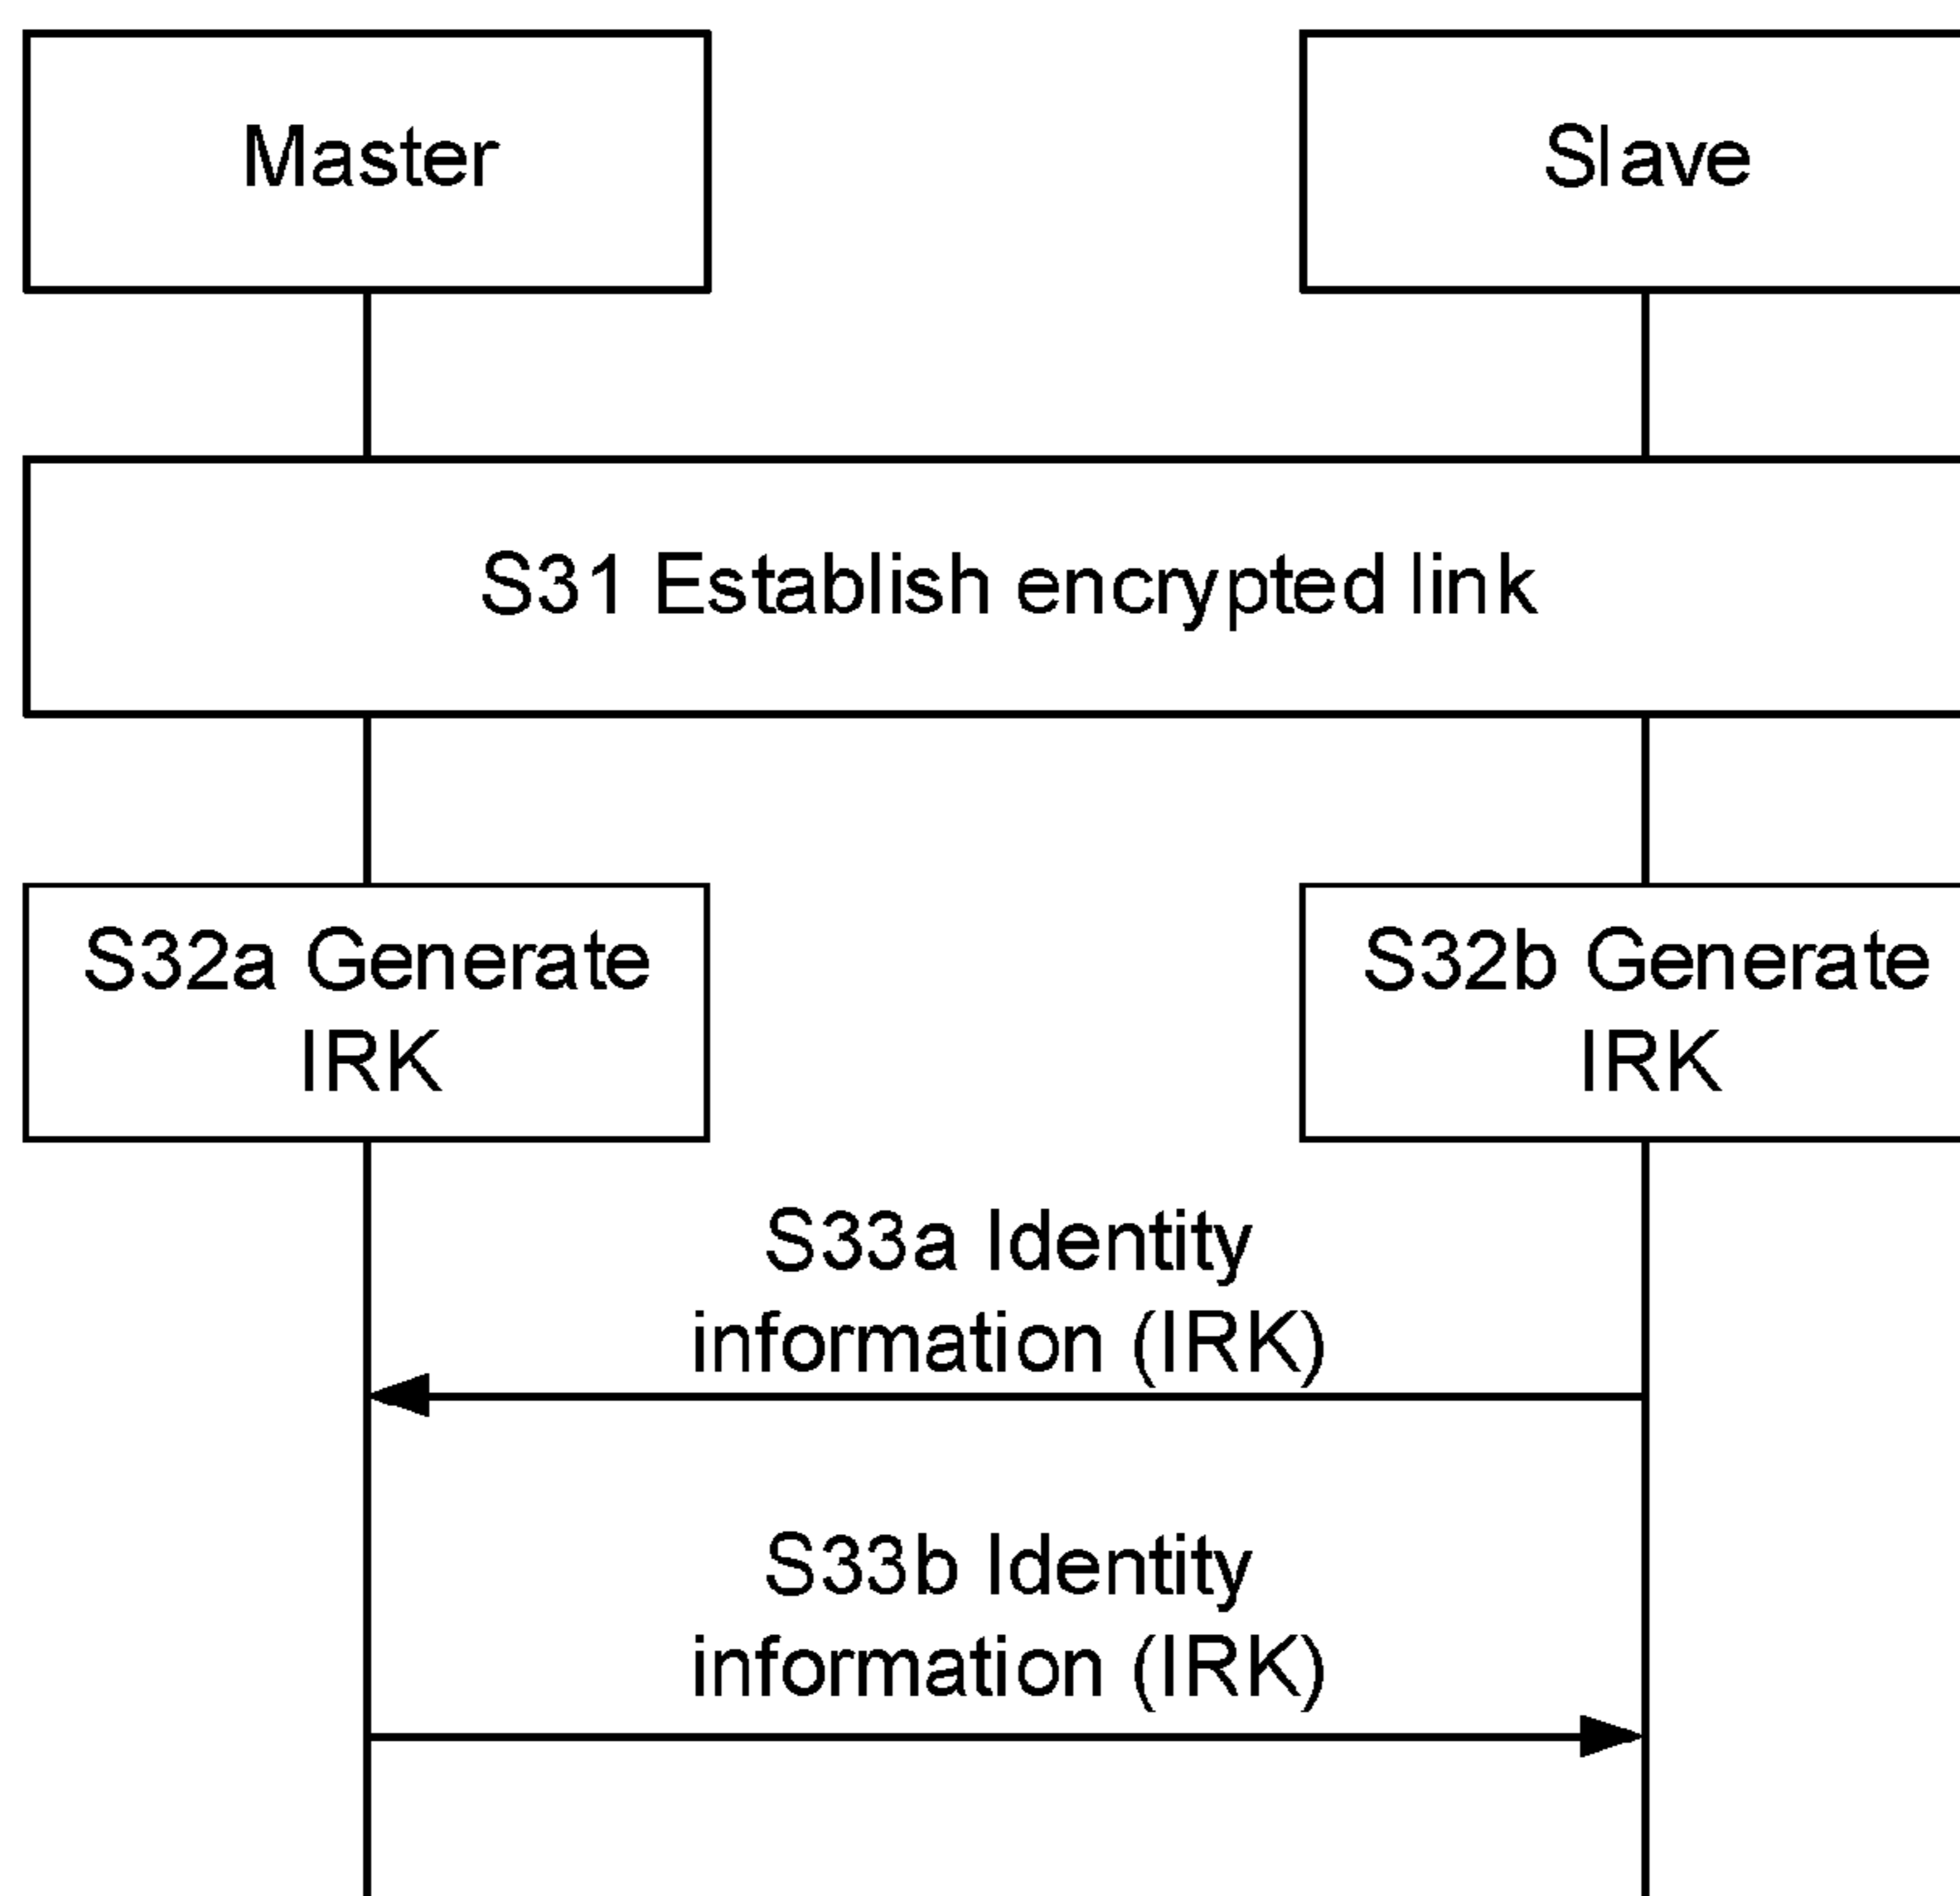 Master
Slave
S31 Establish encrypted link
S32a Generate
IRK
S32b Generate
IRK
S33a Identity
information (IRK)
S33b Identity
information (IRK)